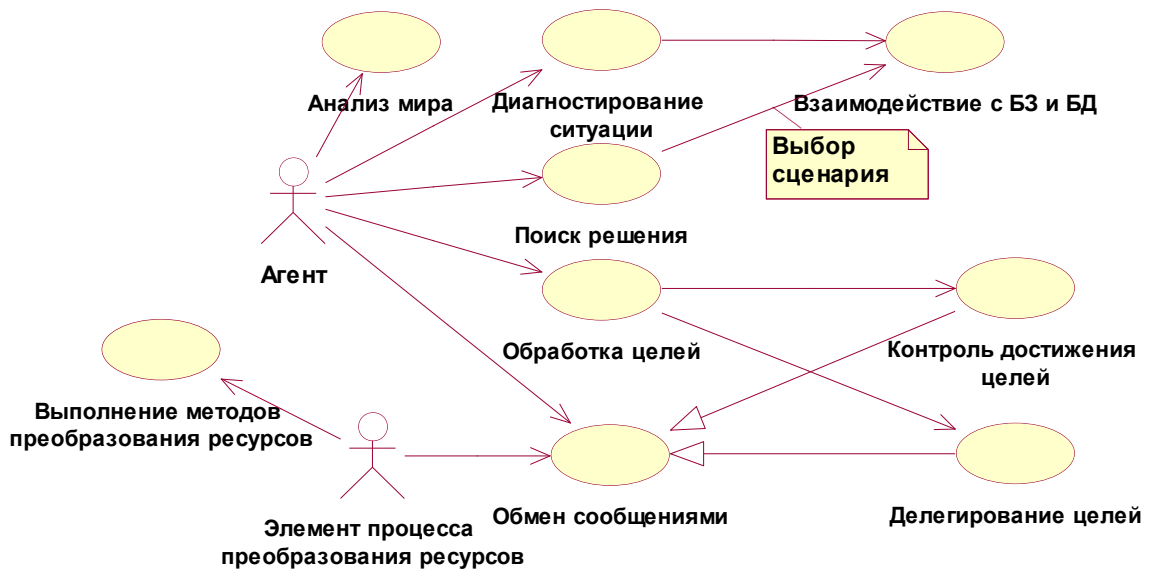 Анализ мира
Диагностирование
ситуации
Взаимодействие с БЗ и БД
Выбор
сценария
Поиск решения
Агент
Обработка целей
Контроль достижения
целей
Выполнение методов
преобразования ресурсов
Обмен сообщениями
Делегирование целей
Элемент процесса
преобразования ресурсов